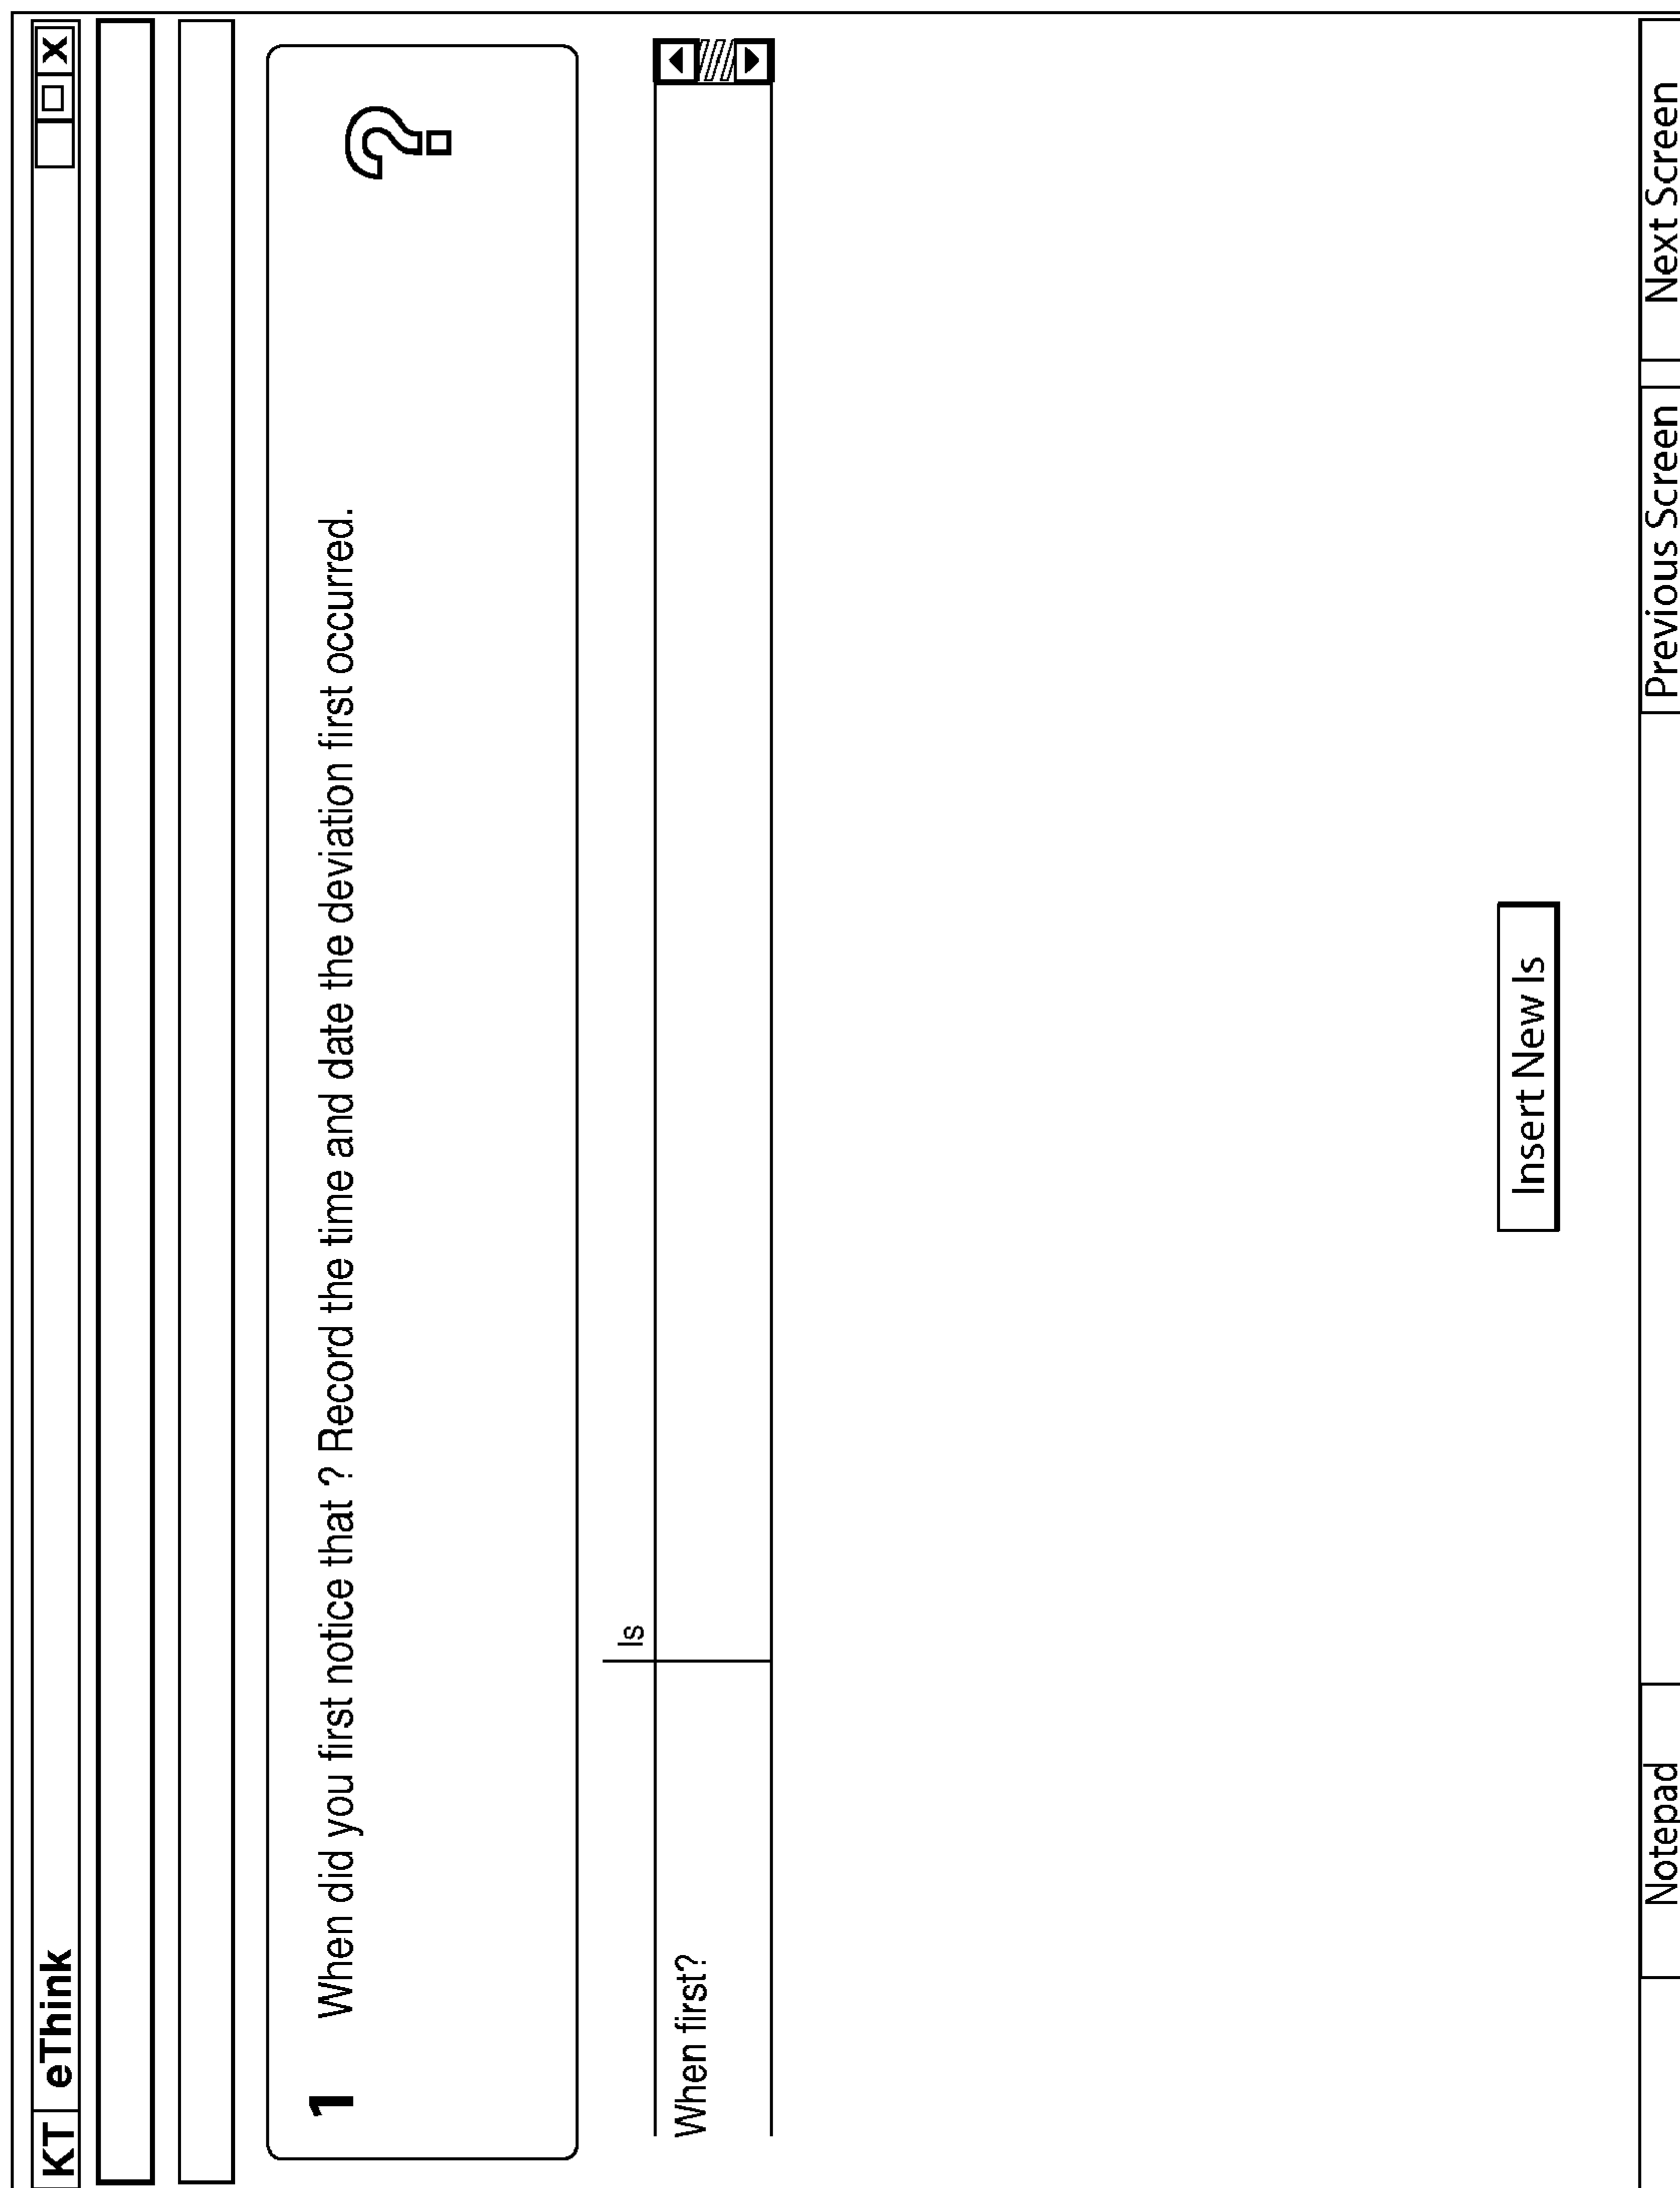 KT eThink X
1 When did you first notice that ? Record the time and date the deviation first occurred. ?
Is
When first?
Insert New Is
Notepad Previous Screen Next Screen